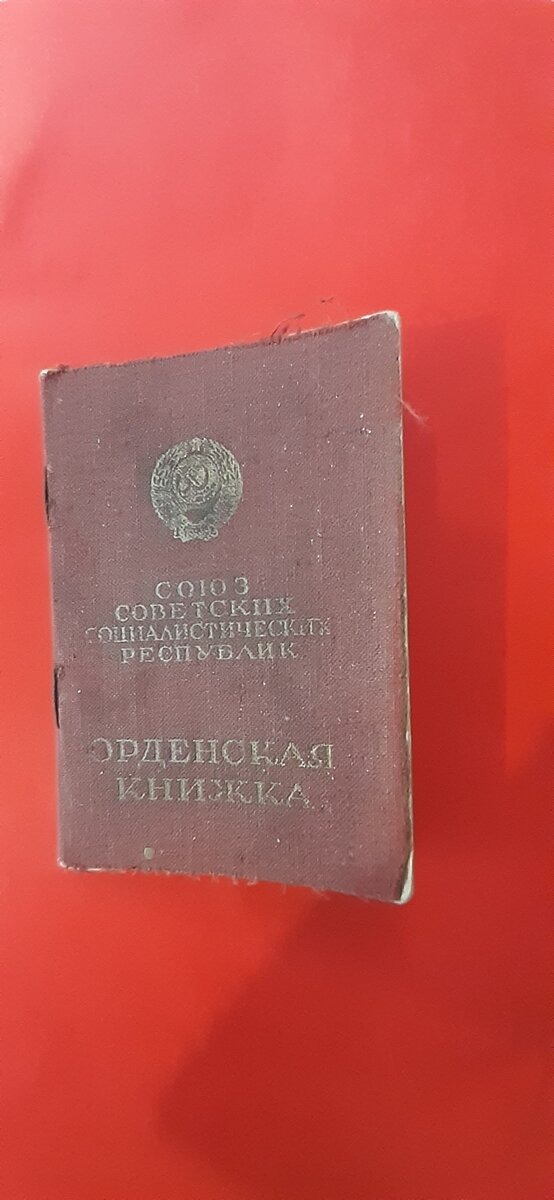 СОЮЗ
СОВЕТСКИХ
СОЦИАЛИСТИЧЕСКИХ
РЕСПУБЛИК
ОРДЕНСКАЯ
КНИЖКА